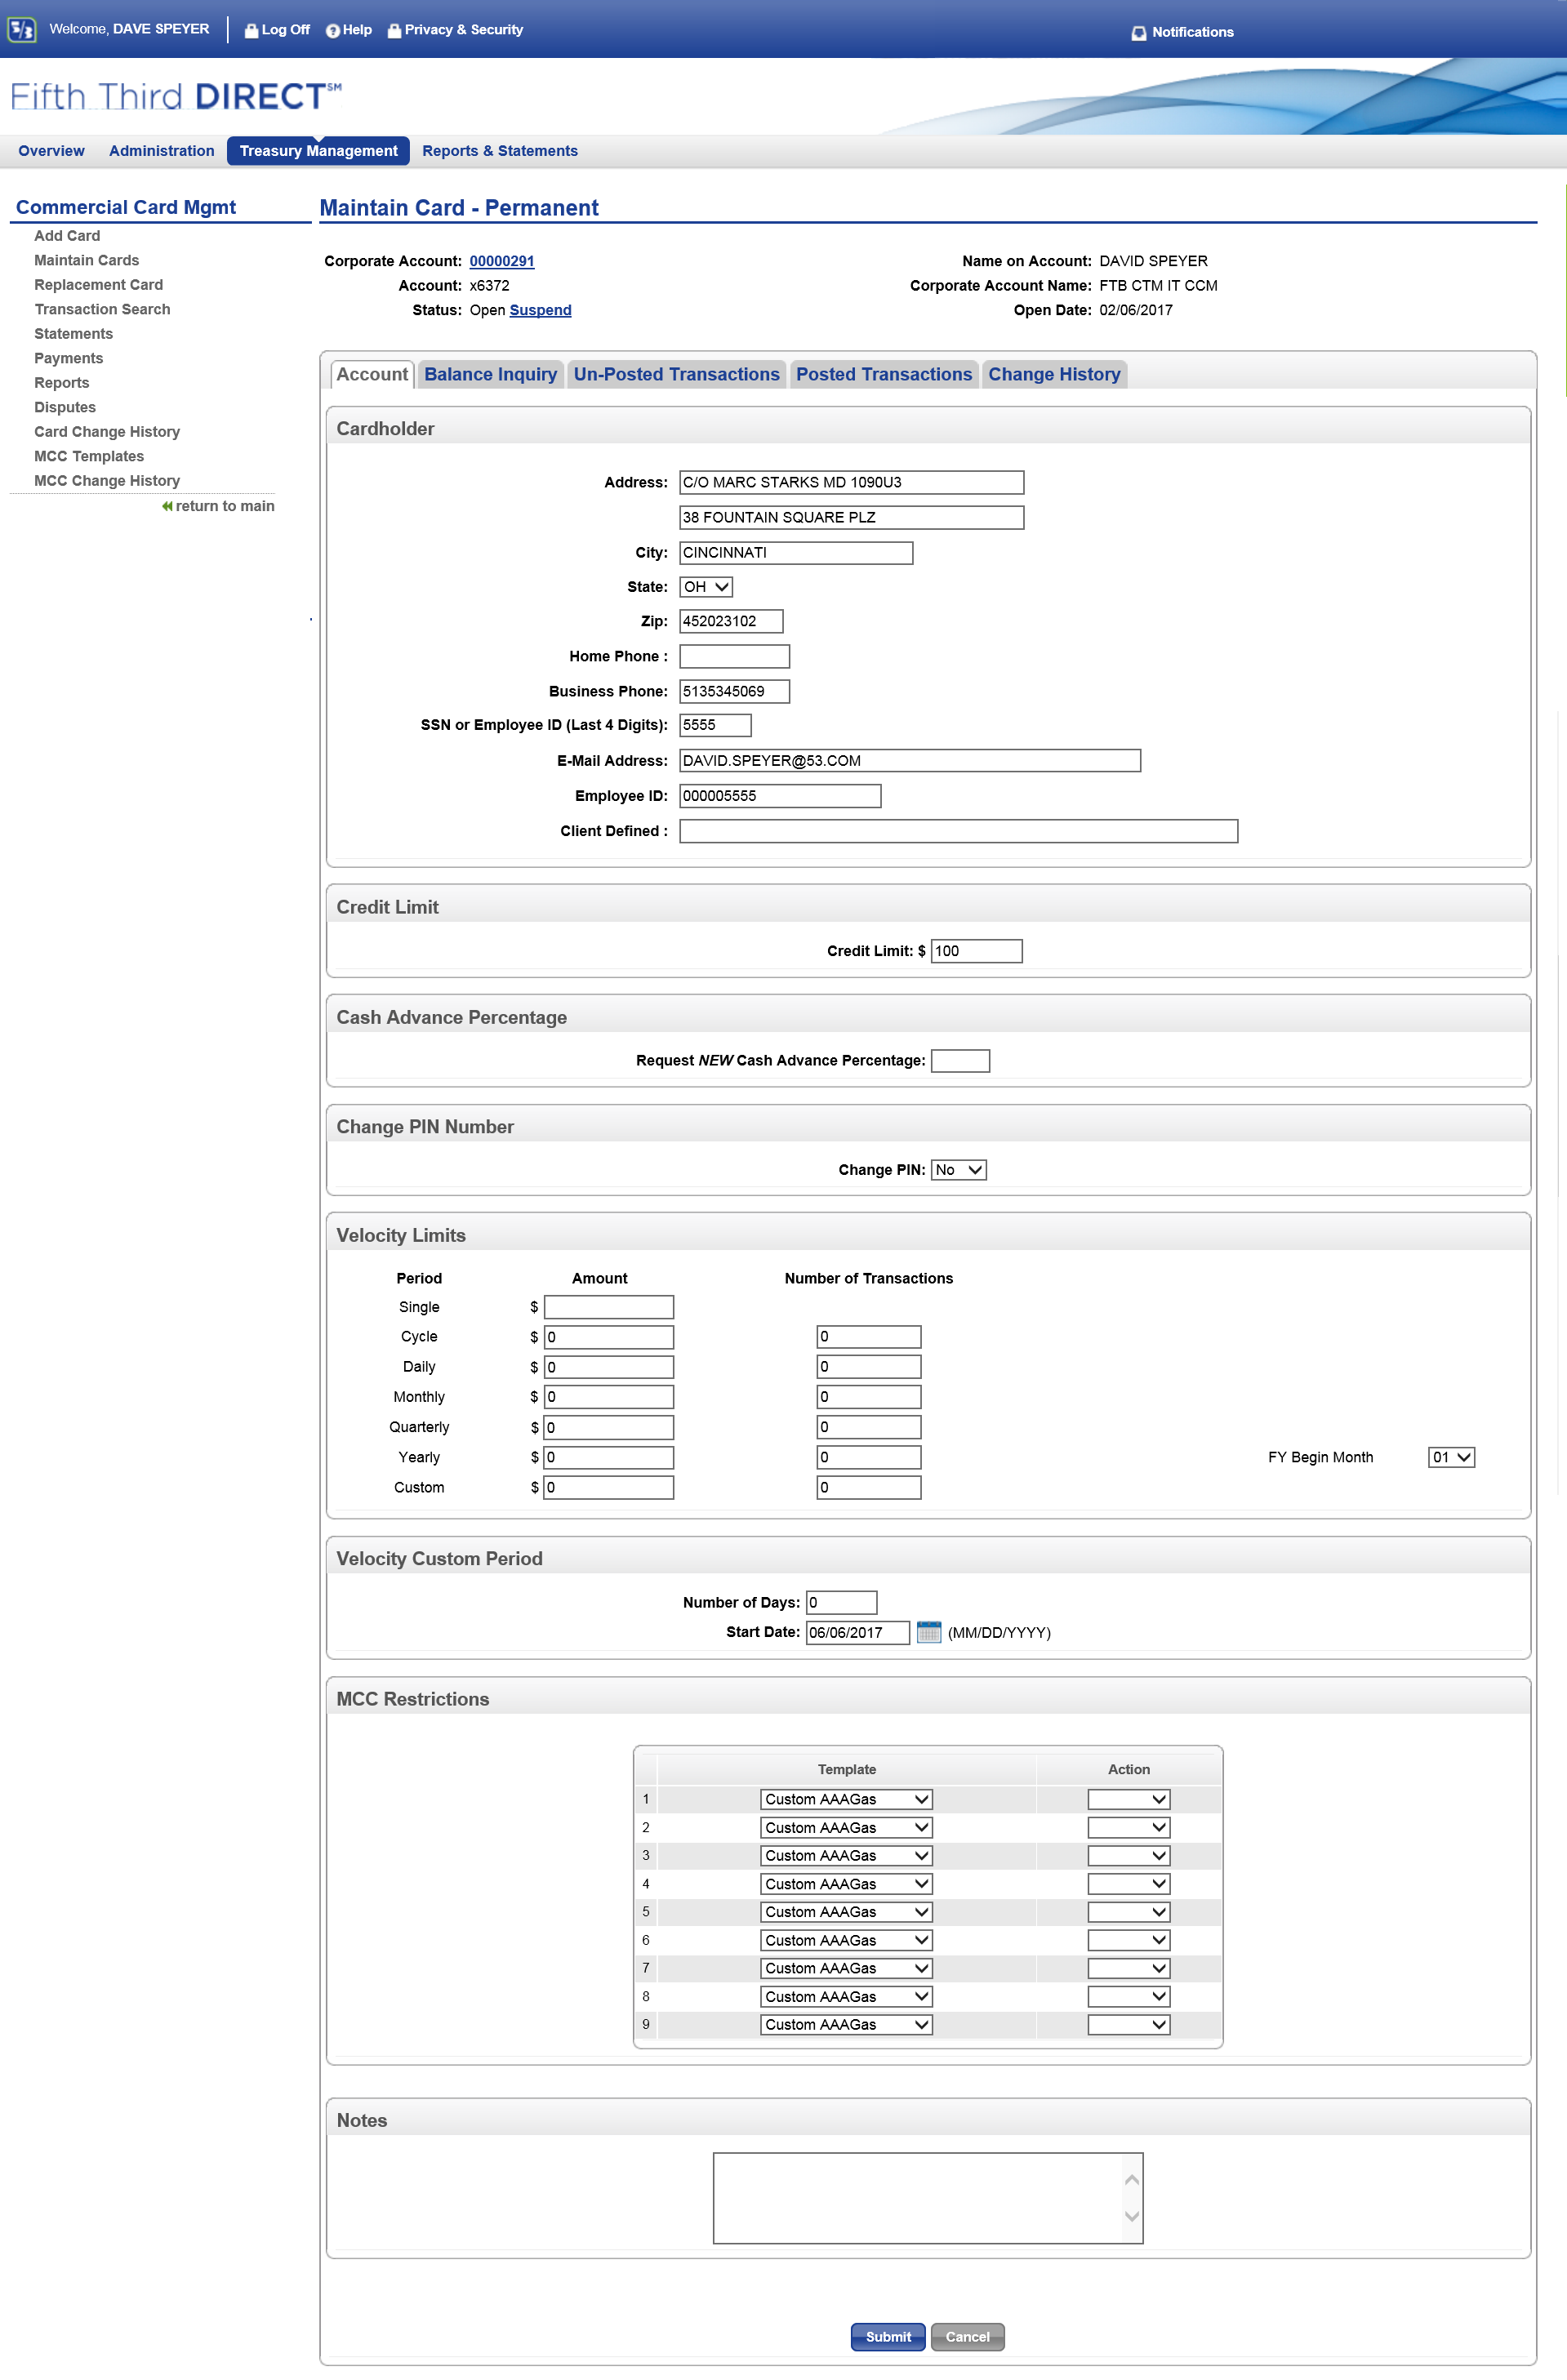 Welcome, DAVE SPEYER Log Off Help Privacy & Security Notifications
Fifth Third DIRECT℠
Overview Administration Treasury Management Reports & Statements
Commercial Card Mgmt
Add Card
Maintain Cards
Replacement Card
Transaction Search
Statements
Payments
Reports
Disputes
Card Change History
MCC Templates
MCC Change History
return to main
Maintain Card - Permanent
Corporate Account: 00000291 Name on Account: DAVID SPEYER
Account: x6372 Corporate Account Name: FTB CTM IT CCM
Status: Open Suspend Open Date: 02/06/2017
Account Balance Inquiry Un-Posted Transactions Posted Transactions Change History
Cardholder
Address: C/O MARC STARKS MD 1090U3
38 FOUNTAIN SQUARE PLZ
City: CINCINNATI
State: OH
Zip: 452023102
Home Phone :
Business Phone: 5135345069
SSN or Employee ID (Last 4 Digits): 5555
E-Mail Address: DAVID.SPEYER@53.COM
Employee ID: 000005555
Client Defined :
Credit Limit
Credit Limit: $ 100
Cash Advance Percentage
Request NEW Cash Advance Percentage:
Change PIN Number
Change PIN: No
Velocity Limits
Period Amount Number of Transactions
Single $
Cycle $ 0 0
Daily $ 0 0
Monthly $ 0 0
Quarterly $ 0 0
Yearly $ 0 0 FY Begin Month 01
Custom $ 0 0
Velocity Custom Period
Number of Days: 0
Start Date: 06/06/2017 (MM/DD/YYYY)
MCC Restrictions
Template Action
1 Custom AAAGas
2 Custom AAAGas
3 Custom AAAGas
4 Custom AAAGas
5 Custom AAAGas
6 Custom AAAGas
7 Custom AAAGas
8 Custom AAAGas
9 Custom AAAGas
Notes
Submit Cancel